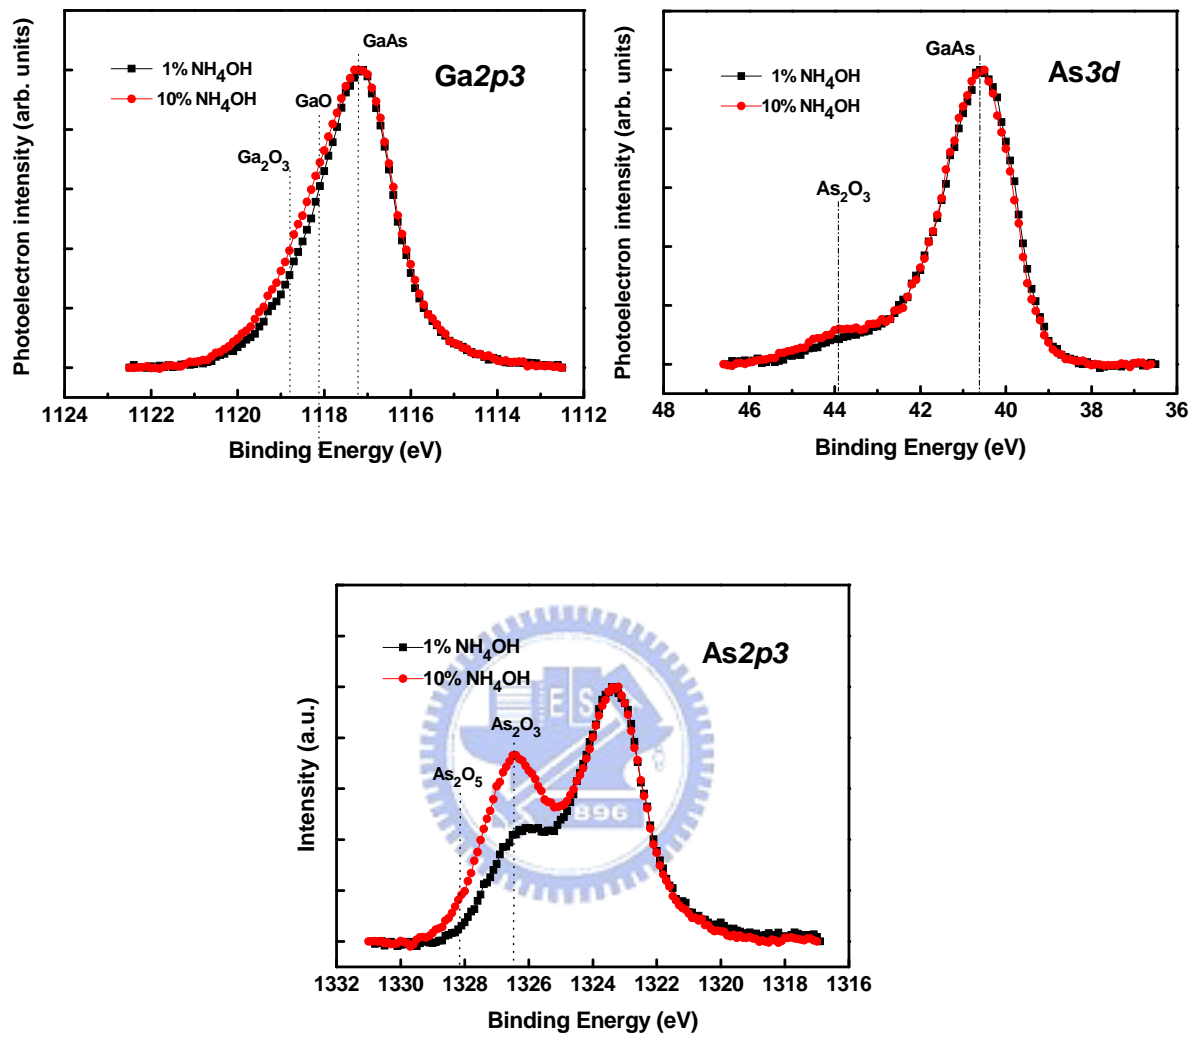 Photoelectron intensity (arb. units)
GaAs
1% NH₄OH
10% NH₄OH
GaO
Ga₂O₃
Ga2p3
1124 1122 1120 1118 1116 1114 1112
Binding Energy (eV)
Photoelectron intensity (arb. units)
GaAs
1% NH₄OH
10% NH₄OH
As₂O₃
As3d
48 46 44 42 40 38 36
Binding Energy (eV)
Intensity (a.u.)
1% NH₄OH
10% NH₄OH
As2p3
As₂O₃
As₂O₅
E S
896
1332 1330 1328 1326 1324 1322 1320 1318 1316
Binding Energy (eV)